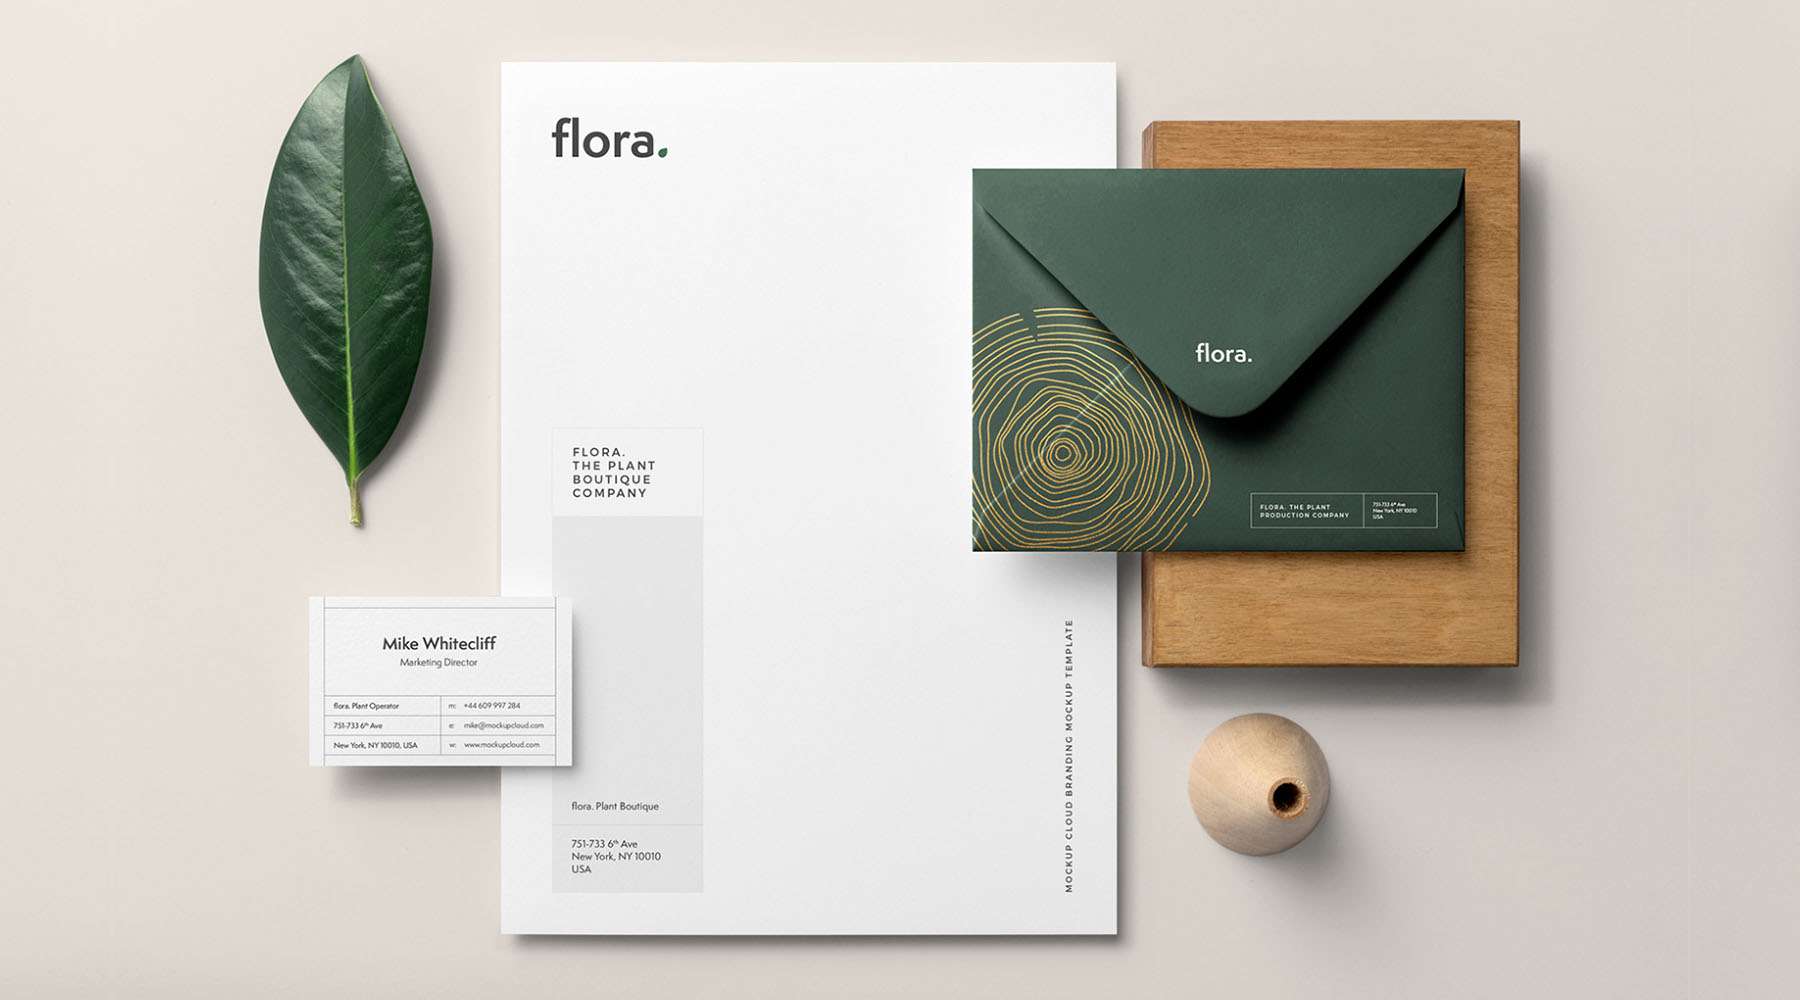 flora.
FLORA.
THE PLANT
BOUTIQUE
COMPANY
flora. Plant Boutique
751-733 6th Ave
New York, NY 10010
USA
MOCKUP CLOUD BRANDING MOCKUP TEMPLATE
Mike Whitecliff
Marketing Director
flora. Plant Operator
m: +44 609 997 284
751-733 6th Ave
e: mike@mockupcloud.com
New York, NY 10010, USA
w: www.mockupcloud.com
flora.
FLORA. THE PLANT
PRODUCTION COMPANY
751-733 6th Ave
New York, NY 10010
USA